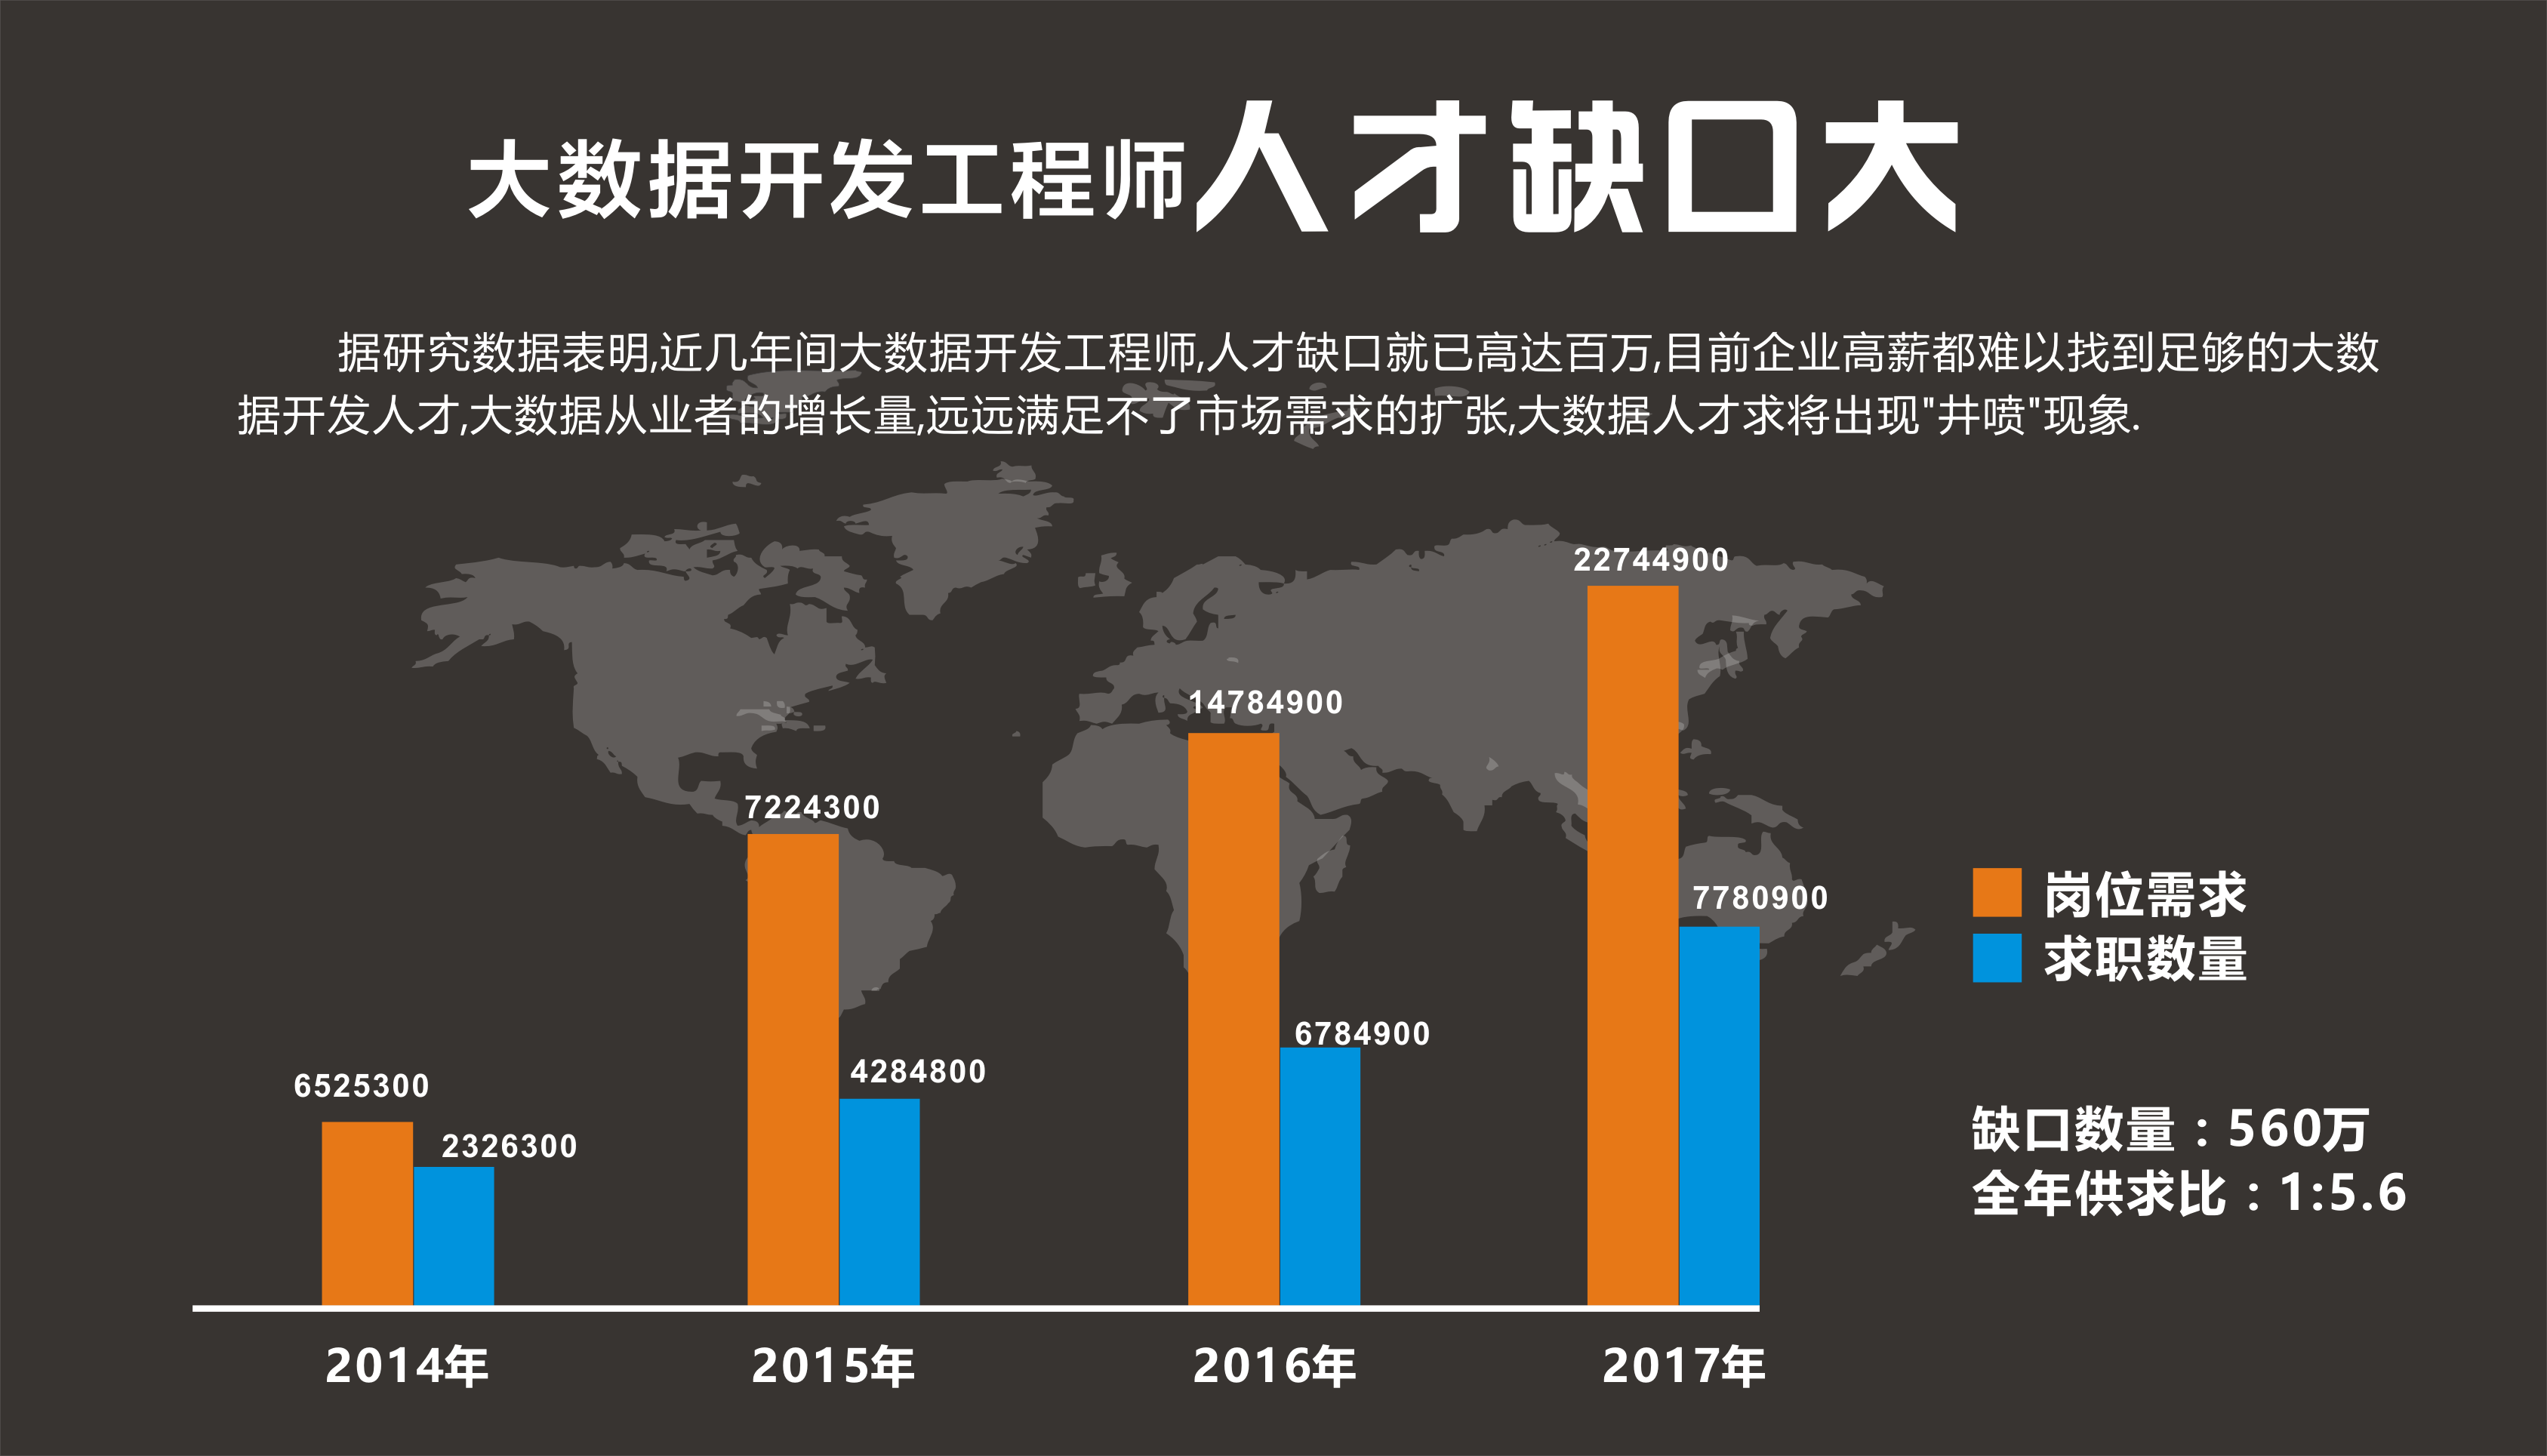 大数据开发工程师人才缺口大
据研究数据表明,近几年间大数据开发工程师,人才缺口就已高达百万,目前企业高薪都难以找到足够的大数
据开发人才,大数据从业者的增长量,远远满足不了市场需求的扩张,大数据人才求将出现"井喷"现象.
22744900
14784900
7224300
7780900
岗位需求
求职数量
6784900
4284800
6525300
2326300
缺口数量：560万
全年供求比：1:5.6
2014年 2015年 2016年 2017年